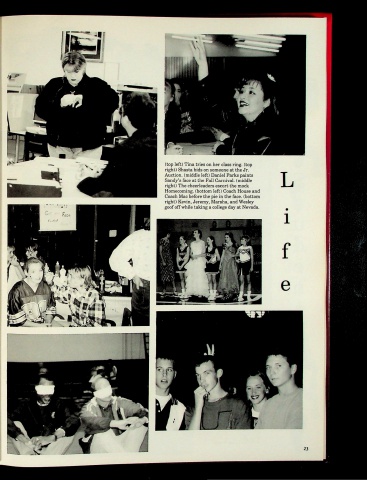 (top left) Tina tries on her class ring. (top
right) Shasta bids on someone at the Jr.
Auction. (middle left) Daniel Parks paints
Sandy's face at the Fall Carnival. (middle
right) The cheerleaders escort the mock
Homecoming. (bottom left) Coach House and
Coach Mac before the pie in the face. (bottom
right) Kevin, Jeremy, Marsha, and Wesley
goof off while taking a college day at Nevada.
L
i
f
e
23